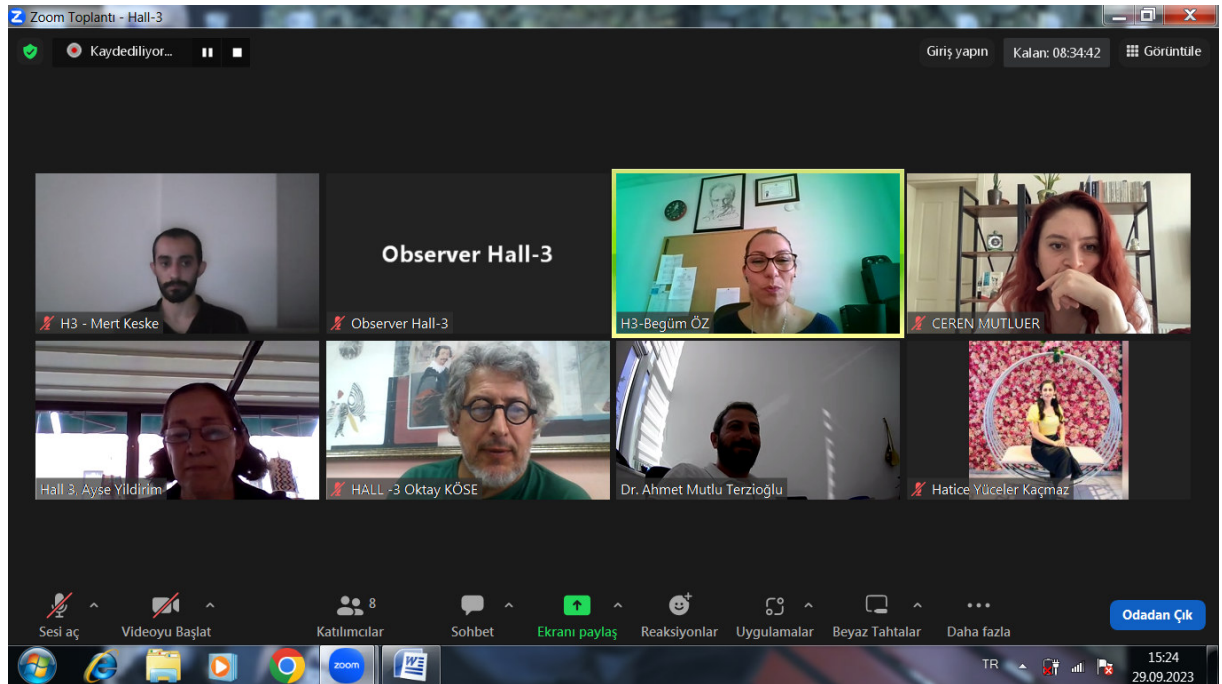 Zoom Toplantı - Hall-3
Kaydediliyor...
Giriş yapın
Kalan: 08:34:42
Görüntüle
H3 - Mert Keske
Observer Hall-3
Observer Hall-3
H3-Begüm ÖZ
CEREN MUTLUER
Hall 3, Ayse Yildirim
HALL -3 Oktay KÖSE
Dr. Ahmet Mutlu Terzioğlu
Hatice Yüceler Kaçmaz
Sesi aç
Videoyu Başlat
8
Katılımcılar
Sohbet
Ekranı paylaş
Reaksiyonlar
Uygulamalar
Beyaz Tahtalar
Daha fazla
Odadan Çık
zoom
TR
15:24
29.09.2023